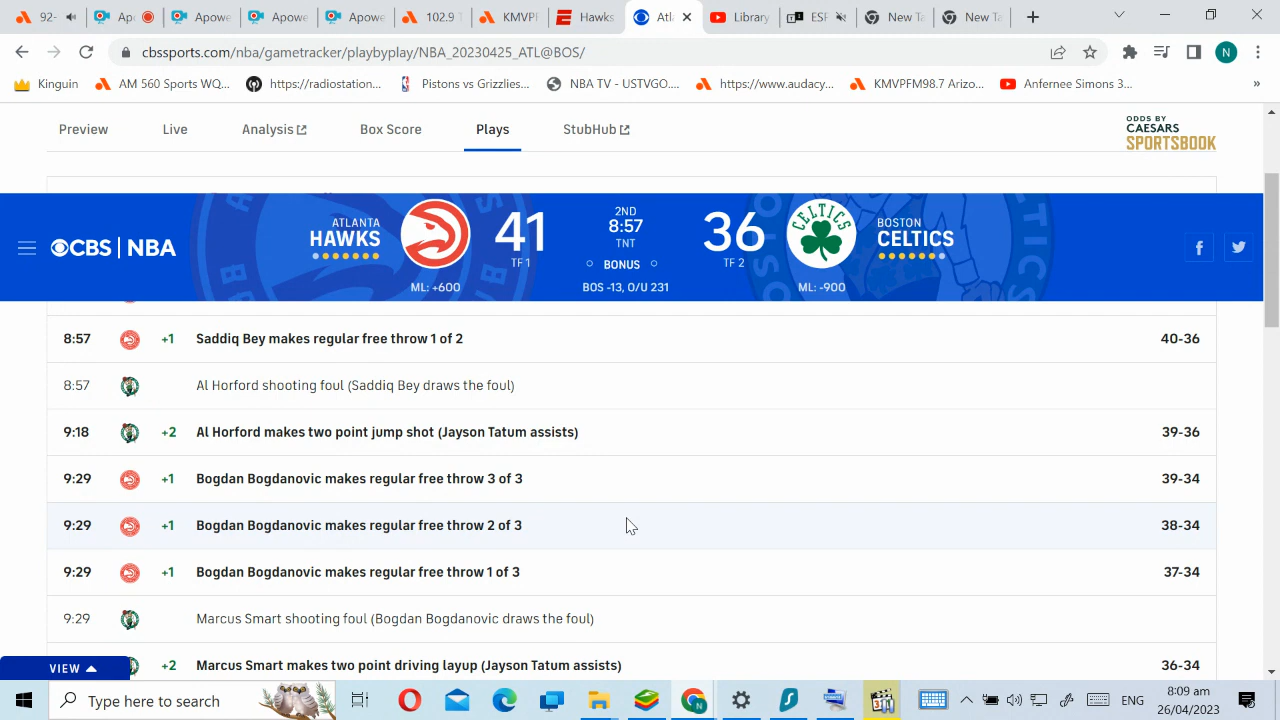 92-
Ap
Apowe
Apowe
Apowe
102.9 T
KMVPF
Hawks
Atl
Library
ESF
New Ta
New Ta
cbssports.com/nba/gametracker/playbyplay/NBA_20230425_ATL@BOS/
N
Kinguin
AM 560 Sports WQ...
https://radiostation...
Pistons vs Grizzlies...
NBA TV - USTVGO....
https://www.audacy...
KMVPFM98.7 Arizo...
Anfernee Simons 3...
»
Preview
Live
Analysis
Box Score
Plays
StubHub
ODDS BY
CAESARS
SPORTSBOOK
CBS | NBA
ATLANTA
HAWKS
41
TF 1
ML: +600
2ND
8:57
TNT
BONUS
BOS -13, O/U 231
36
TF 2
CELTICS
BOSTON
CELTICS
ML: -900
8:57 +1 Saddiq Bey makes regular free throw 1 of 2 40-36
8:57 Al Horford shooting foul (Saddiq Bey draws the foul)
9:18 +2 Al Horford makes two point jump shot (Jayson Tatum assists) 39-36
9:29 +1 Bogdan Bogdanovic makes regular free throw 3 of 3 39-34
9:29 +1 Bogdan Bogdanovic makes regular free throw 2 of 3 38-34
9:29 +1 Bogdan Bogdanovic makes regular free throw 1 of 3 37-34
9:29 Marcus Smart shooting foul (Bogdan Bogdanovic draws the foul)
+2 Marcus Smart makes two point driving layup (Jayson Tatum assists) 36-34
VIEW
Type here to search
ENG
8:09 am
26/04/2023